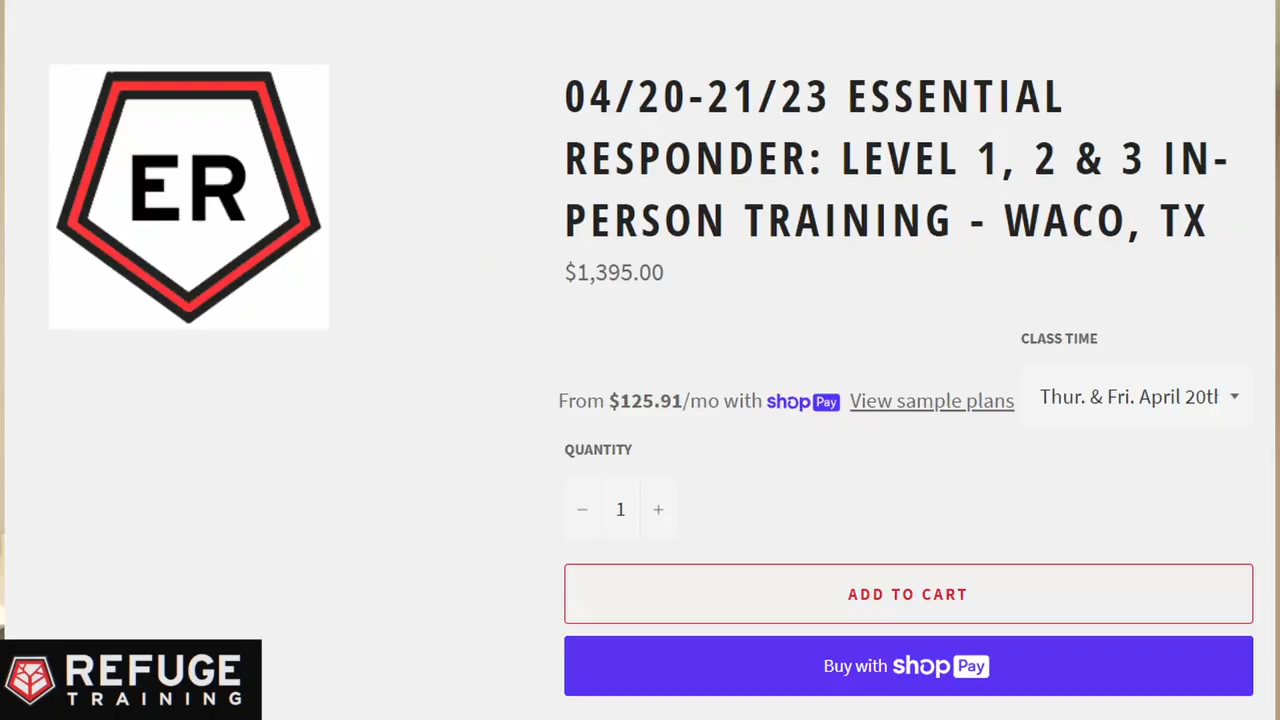 ER
04/20-21/23 ESSENTIAL
RESPONDER: LEVEL 1, 2 & 3 IN-
PERSON TRAINING - WACO, TX
$1,395.00
CLASS TIME
From $125.91/mo with shop Pay View sample plans
Thur. & Fri. April 20th
QUANTITY
− 1 +
ADD TO CART
Buy with shop Pay
REFUGE
TRAINING